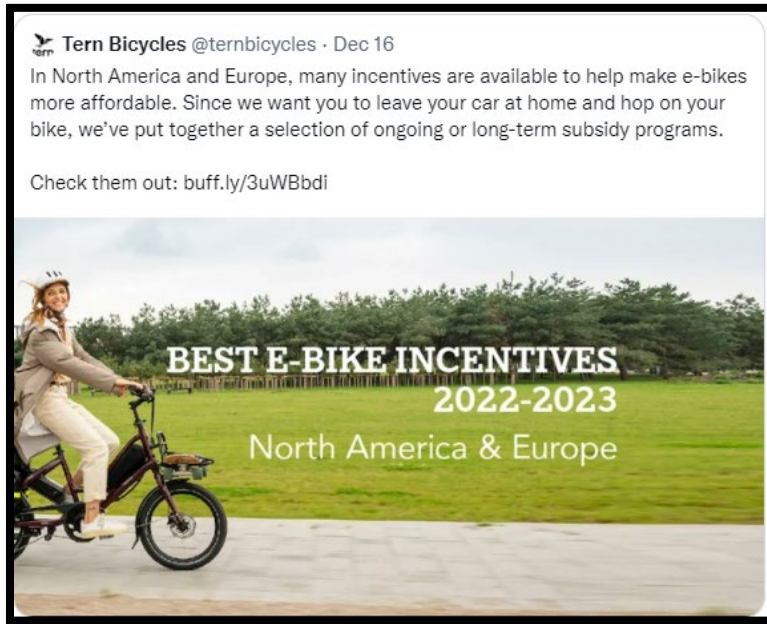 Tern Bicycles @ternbicycles · Dec 16
In North America and Europe, many incentives are available to help make e-bikes
more affordable. Since we want you to leave your car at home and hop on your
bike, we’ve put together a selection of ongoing or long-term subsidy programs.
Check them out: buff.ly/3uWBbdi
BEST E-BIKE INCENTIVES
2022-2023
North America & Europe